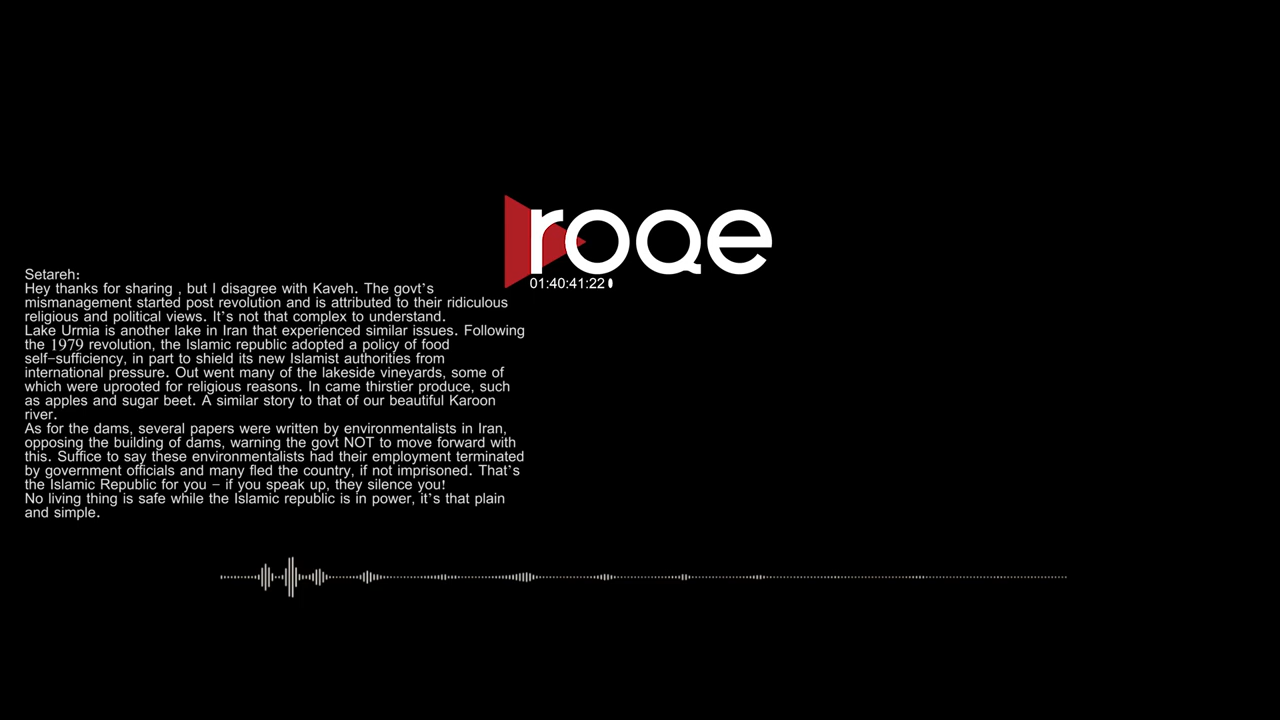 roqe
01:40:41:22
Setareh:
Hey thanks for sharing , but I disagree with Kaveh. The govt's
mismanagement started post revolution and is attributed to their ridiculous
religious and political views. It's not that complex to understand.
Lake Urmia is another lake in Iran that experienced similar issues. Following
the 1979 revolution, the Islamic republic adopted a policy of food
self-sufficiency, in part to shield its new Islamist authorities from
international pressure. Out went many of the lakeside vineyards, some of
which were uprooted for religious reasons. In came thirstier produce, such
as apples and sugar beet. A similar story to that of our beautiful Karoon
river.
As for the dams, several papers were written by environmentalists in Iran,
opposing the building of dams, warning the govt NOT to move forward with
this. Suffice to say these environmentalists had their employment terminated
by government officials and many fled the country, if not imprisoned. That's
the Islamic Republic for you – if you speak up, they silence you!
No living thing is safe while the Islamic republic is in power, it's that plain
and simple.